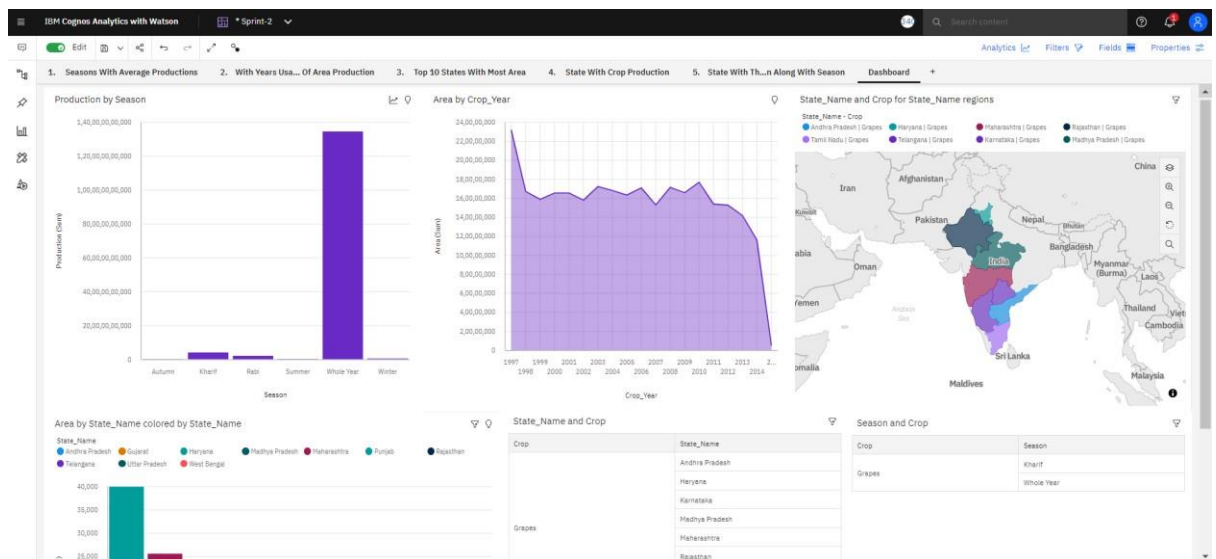 IBM Cognos Analytics with Watson
* Sprint-2
Search content
Edit
Analytics
Filters
Fields
Properties
1. Seasons With Average Productions
2. With Years Usa... Of Area Production
3. Top 10 States With Most Area
4. State With Crop Production
5. State With Th...n Along With Season
Dashboard
+
Production by Season
1,40,00,00,00,000
1,20,00,00,00,000
1,00,00,00,00,000
80,00,00,00,000
60,00,00,00,000
40,00,00,00,000
20,00,00,00,000
0
Production (Sum)
Autumn Kharif Rabi Summer Whole Year Winter
Season
Area by Crop_Year
24,00,00,000
22,00,00,000
20,00,00,000
18,00,00,000
16,00,00,000
14,00,00,000
12,00,00,000
10,00,00,000
8,00,00,000
6,00,00,000
4,00,00,000
2,00,00,000
0
Area (Sum)
1997 1999 2001 2003 2005 2007 2009 2011 2013 2...
1998 2000 2002 2004 2006 2008 2010 2012 2014
Crop_Year
State_Name and Crop for State_Name regions
State_Name - Crop
Andhra Pradesh | Grapes Haryana | Grapes Maharashtra | Grapes Rajasthan | Grapes
Tamil Nadu | Grapes Telangana | Grapes Karnataka | Grapes Madhya Pradesh | Grapes
China
Afghanistan
Iran
Kuwait
Pakistan
Nepal
Bhutan
abia
Bangladesh
Oman
India
Myanmar
(Burma)
Laos
Yemen
Arabian
Sea
Thailand
Viet
Cambodia
Sri Lanka
omalia
Malaysia
Maldives
Area by State_Name colored by State_Name
State_Name
Andhra Pradesh Gujarat Haryana Madhya Pradesh Maharashtra Punjab Rajasthan
Telangana Uttar Pradesh West Bengal
40,000
35,000
30,000
25,000
State_Name and Crop
Crop State_Name
Andhra Pradesh
Haryana
Karnataka
Madhya Pradesh
Grapes
Maharashtra
Rajasthan
Season and Crop
Crop Season
Grapes
Kharif
Whole Year